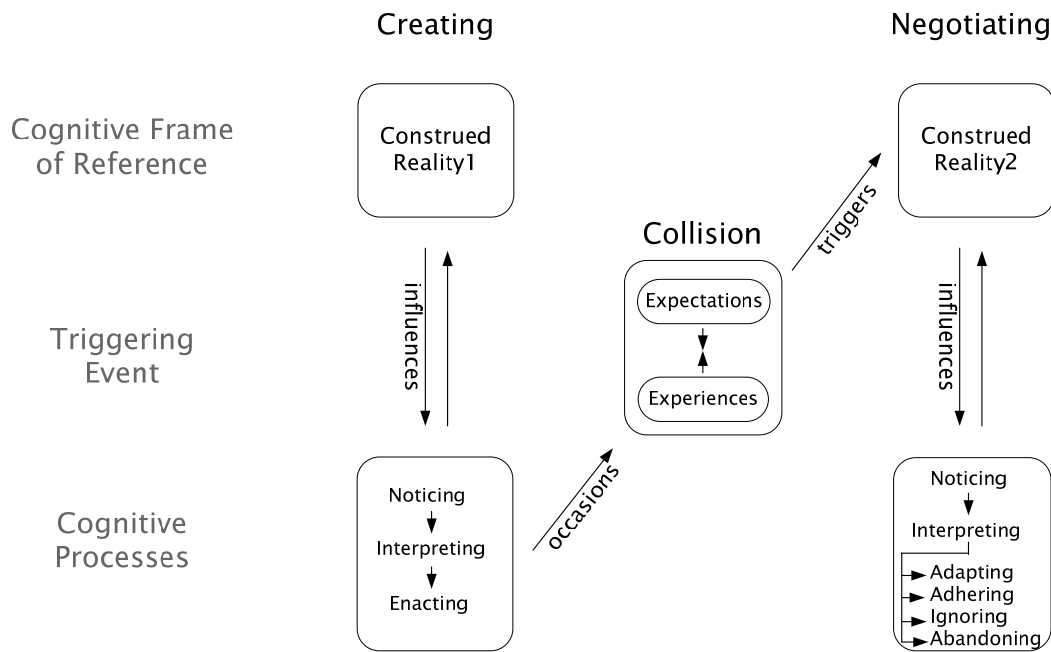 Creating
Negotiating
Cognitive Frame
of Reference
Construed
Reality1
Construed
Reality2
triggers
Collision
influences
Expectations
influences
Triggering
Event
Experiences
occasions
Cognitive
Processes
Noticing
Interpreting
Enacting
Noticing
Interpreting
Adapting
Adhering
Ignoring
Abandoning